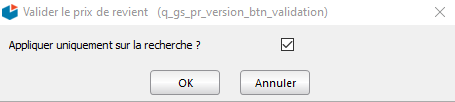 Valider le prix de revient (q_gs_pr_version_btn_validation)
Appliquer uniquement sur la recherche ?
OK Annuler